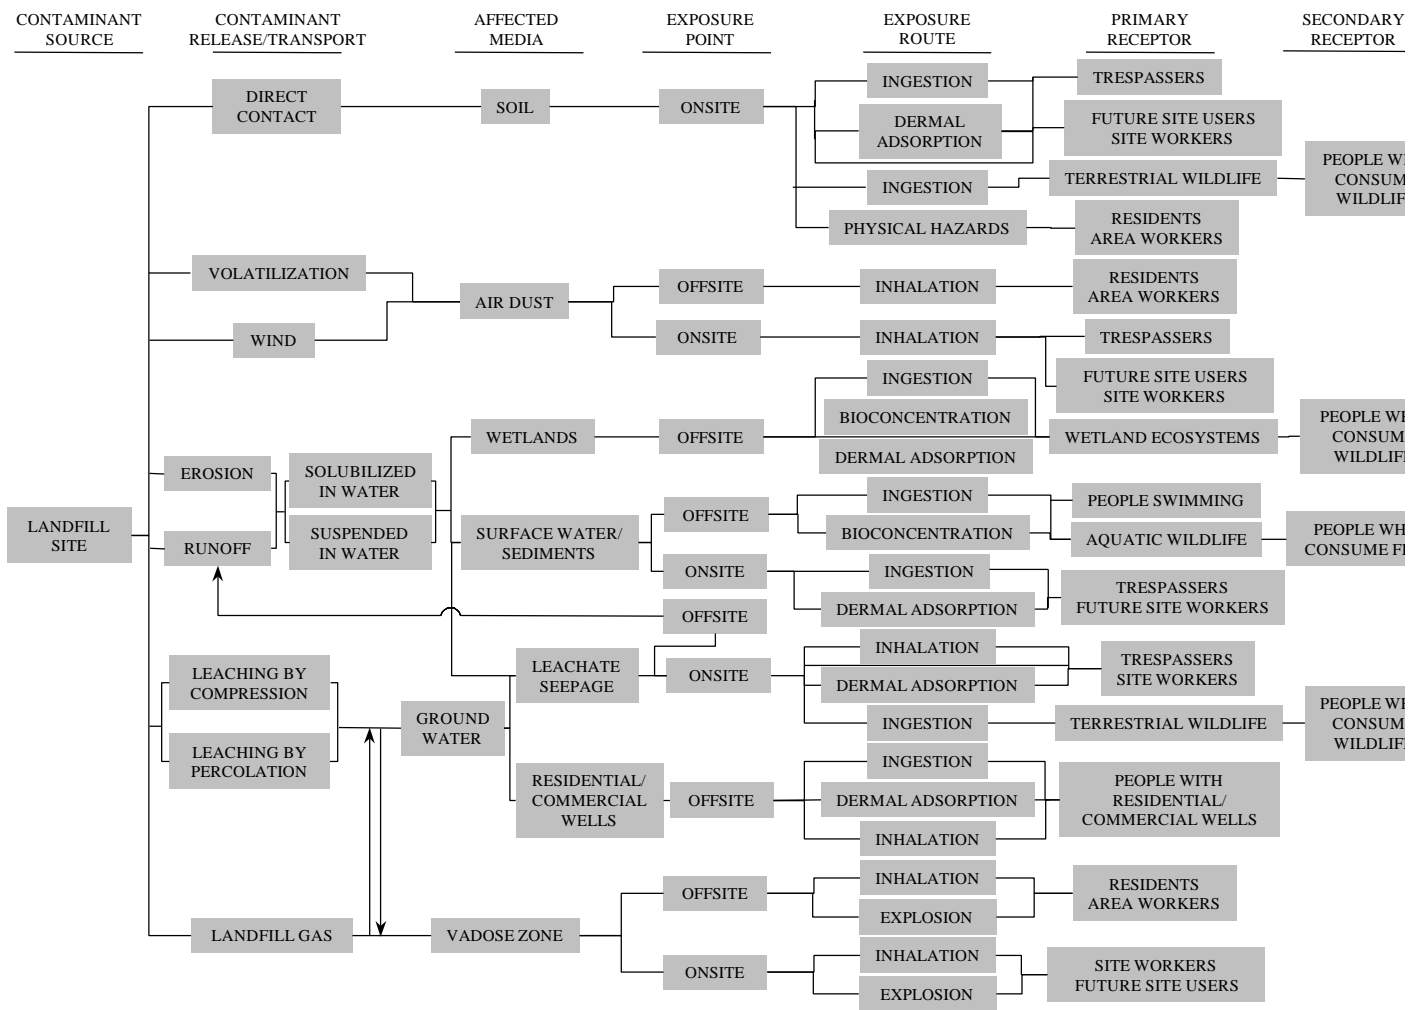 CONTAMINANT
SOURCE
CONTAMINANT
RELEASE/TRANSPORT
AFFECTED
MEDIA
EXPOSURE
POINT
EXPOSURE
ROUTE
PRIMARY
RECEPTOR
SECONDARY
RECEPTOR
LANDFILL
SITE
DIRECT
CONTACT
SOIL
ONSITE
INGESTION
DERMAL
ADSORPTION
INGESTION
PHYSICAL HAZARDS
TRESPASSERS
FUTURE SITE USERS
SITE WORKERS
TERRESTRIAL WILDLIFE
RESIDENTS
AREA WORKERS
PEOPLE
VOLATILIZATION
WIND
AIR DUST
OFFSITE
INHALATION
RESIDENTS
AREA WORKERS
ONSITE
INHALATION
TRESPASSERS
FUTURE SITE USERS
SITE WORKERS
EROSION
RUNOFF
SOLUBILIZED
IN WATER
SUSPENDED
IN WATER
WETLANDS
OFFSITE
INGESTION
BIOCONCENTRATION
DERMAL ADSORPTION
WETLAND ECOSYSTEMS
PEOPLE
SURFACE WATER/
SEDIMENTS
OFFSITE
INGESTION
BIOCONCENTRATION
PEOPLE SWIMMING
AQUATIC WILDLIFE
PEOPLE
CONSUME
ONSITE
INGESTION
DERMAL ADSORPTION
TRESPASSERS
FUTURE SITE WORKERS
OFFSITE
LEACHING BY
COMPRESSION
LEACHING BY
PERCOLATION
GROUND
WATER
LEACHATE
SEEPAGE
ONSITE
INHALATION
DERMAL ADSORPTION
INGESTION
TRESPASSERS
SITE WORKERS
TERRESTRIAL WILDLIFE
PEOPLE
RESIDENTIAL/
COMMERCIAL
WELLS
OFFSITE
INGESTION
DERMAL ADSORPTION
INHALATION
PEOPLE WITH
RESIDENTIAL/
COMMERCIAL WELLS
LANDFILL GAS
VADOSE ZONE
OFFSITE
INHALATION
EXPLOSION
RESIDENTS
AREA WORKERS
ONSITE
INHALATION
EXPLOSION
SITE WORKERS
FUTURE SITE USERS